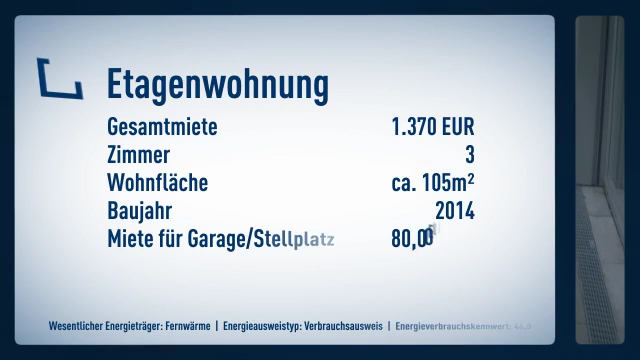 Etagenwohnung
Gesamtmiete 1.370 EUR
Zimmer 3
Wohnfläche ca. 105m²
Baujahr 2014
Miete für Garage/Stellplatz 80,0
Wesentlicher Energieträger: Fernwärme | Energieausweistyp: Verbrauchsausweis | Energieverbrauchskennwert: